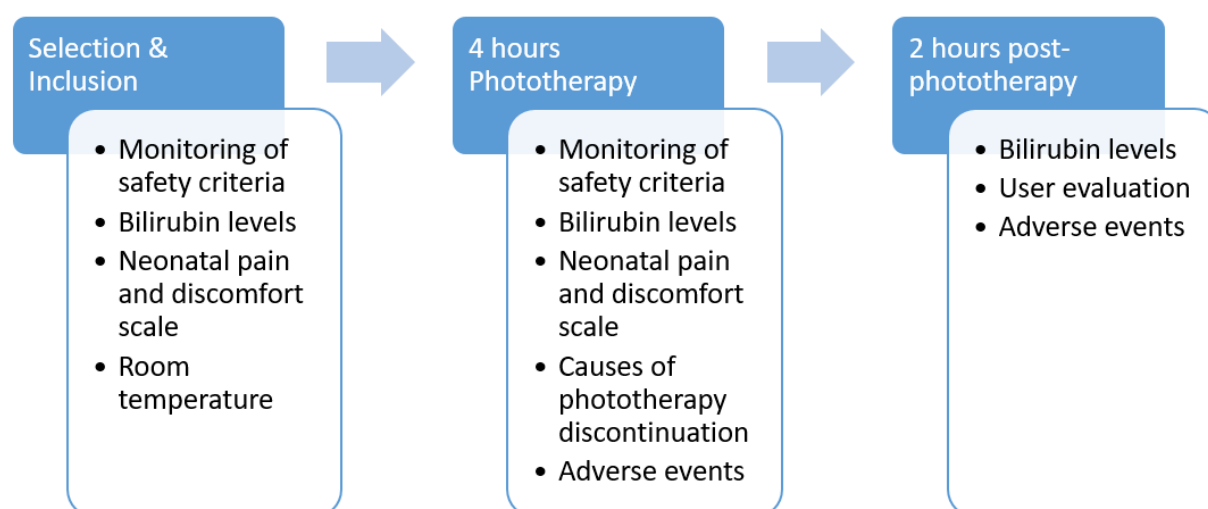 Selection &
Inclusion
• Monitoring of
safety criteria
• Bilirubin levels
• Neonatal pain
and discomfort
scale
• Room
temperature
4 hours
Phototherapy
• Monitoring of
safety criteria
• Bilirubin levels
• Neonatal pain
and discomfort
scale
• Causes of
phototherapy
discontinuation
• Adverse events
2 hours post-
phototherapy
• Bilirubin levels
• User evaluation
• Adverse events